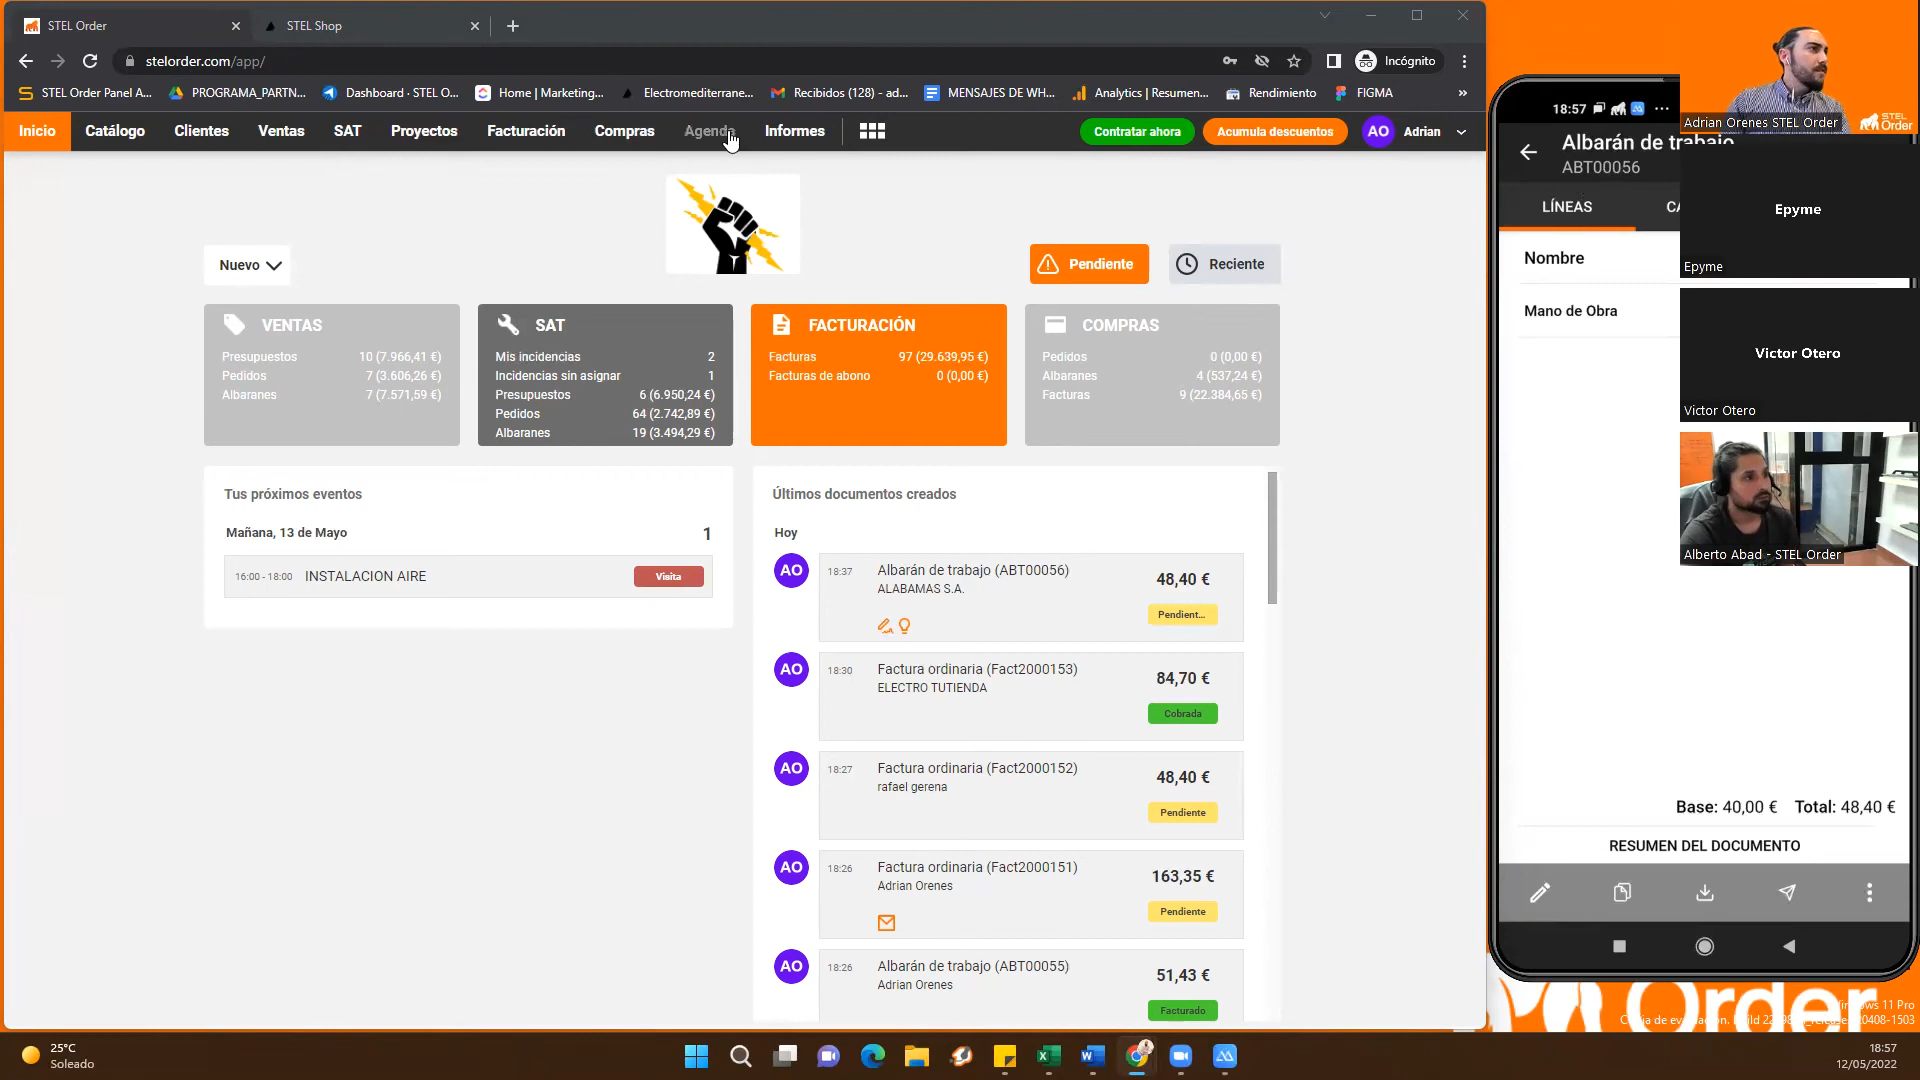 STEL Order
STEL Shop
stelorder.com/app/
Incógnito
STEL Order Panel A...
PROGRAMA_PARTN...
Dashboard · STEL O...
Home | Marketing...
Electromediterrane...
Recibidos (128) - ad...
MENSAJES DE WH...
Analytics | Resumen...
Rendimiento
FIGMA
»
Inicio
Catálogo
Clientes
Ventas
SAT
Proyectos
Facturación
Compras
Agenda
Informes
Contratar ahora
Acumula descuentos
AO
Adrian
Nuevo
Pendiente
Reciente
VENTAS
Presupuestos 10 (7.966,41 €)
Pedidos 7 (3.606,26 €)
Albaranes 7 (7.571,59 €)
SAT
Mis incidencias 2
Incidencias sin asignar 1
Presupuestos 6 (6.950,24 €)
Pedidos 64 (2.742,89 €)
Albaranes 19 (3.494,29 €)
FACTURACIÓN
Facturas 97 (29.639,95 €)
Facturas de abono 0 (0,00 €)
COMPRAS
Pedidos 0 (0,00 €)
Albaranes 4 (537,24 €)
Facturas 9 (22.384,65 €)
Tus próximos eventos
Mañana, 13 de Mayo 1
16:00 - 18:00 INSTALACION AIRE Visita
Últimos documentos creados
Hoy
AO 18:37 Albarán de trabajo (ABT00056) 48,40 €
ALABAMAS S.A.
Pendient...
AO 18:30 Factura ordinaria (Fact2000153) 84,70 €
ELECTRO TUTIENDA
Cobrada
AO 18:27 Factura ordinaria (Fact2000152) 48,40 €
rafael gerena
Pendiente
AO 18:26 Factura ordinaria (Fact2000151) 163,35 €
Adrian Orenes
Pendiente
AO 18:26 Albarán de trabajo (ABT00055) 51,43 €
Adrian Orenes
Facturado
18:57
Albarán de trabajo
ABT00056
LÍNEAS
CA
Nombre
Mano de Obra
Base: 40,00 € Total: 48,40 €
RESUMEN DEL DOCUMENTO
Adrian Orenes STEL Order
STEL
Order
Epyme
Epyme
Victor Otero
Victor Otero
Alberto Abad - STEL Order
Order
25°C
Soleado
18:57
12/05/2022